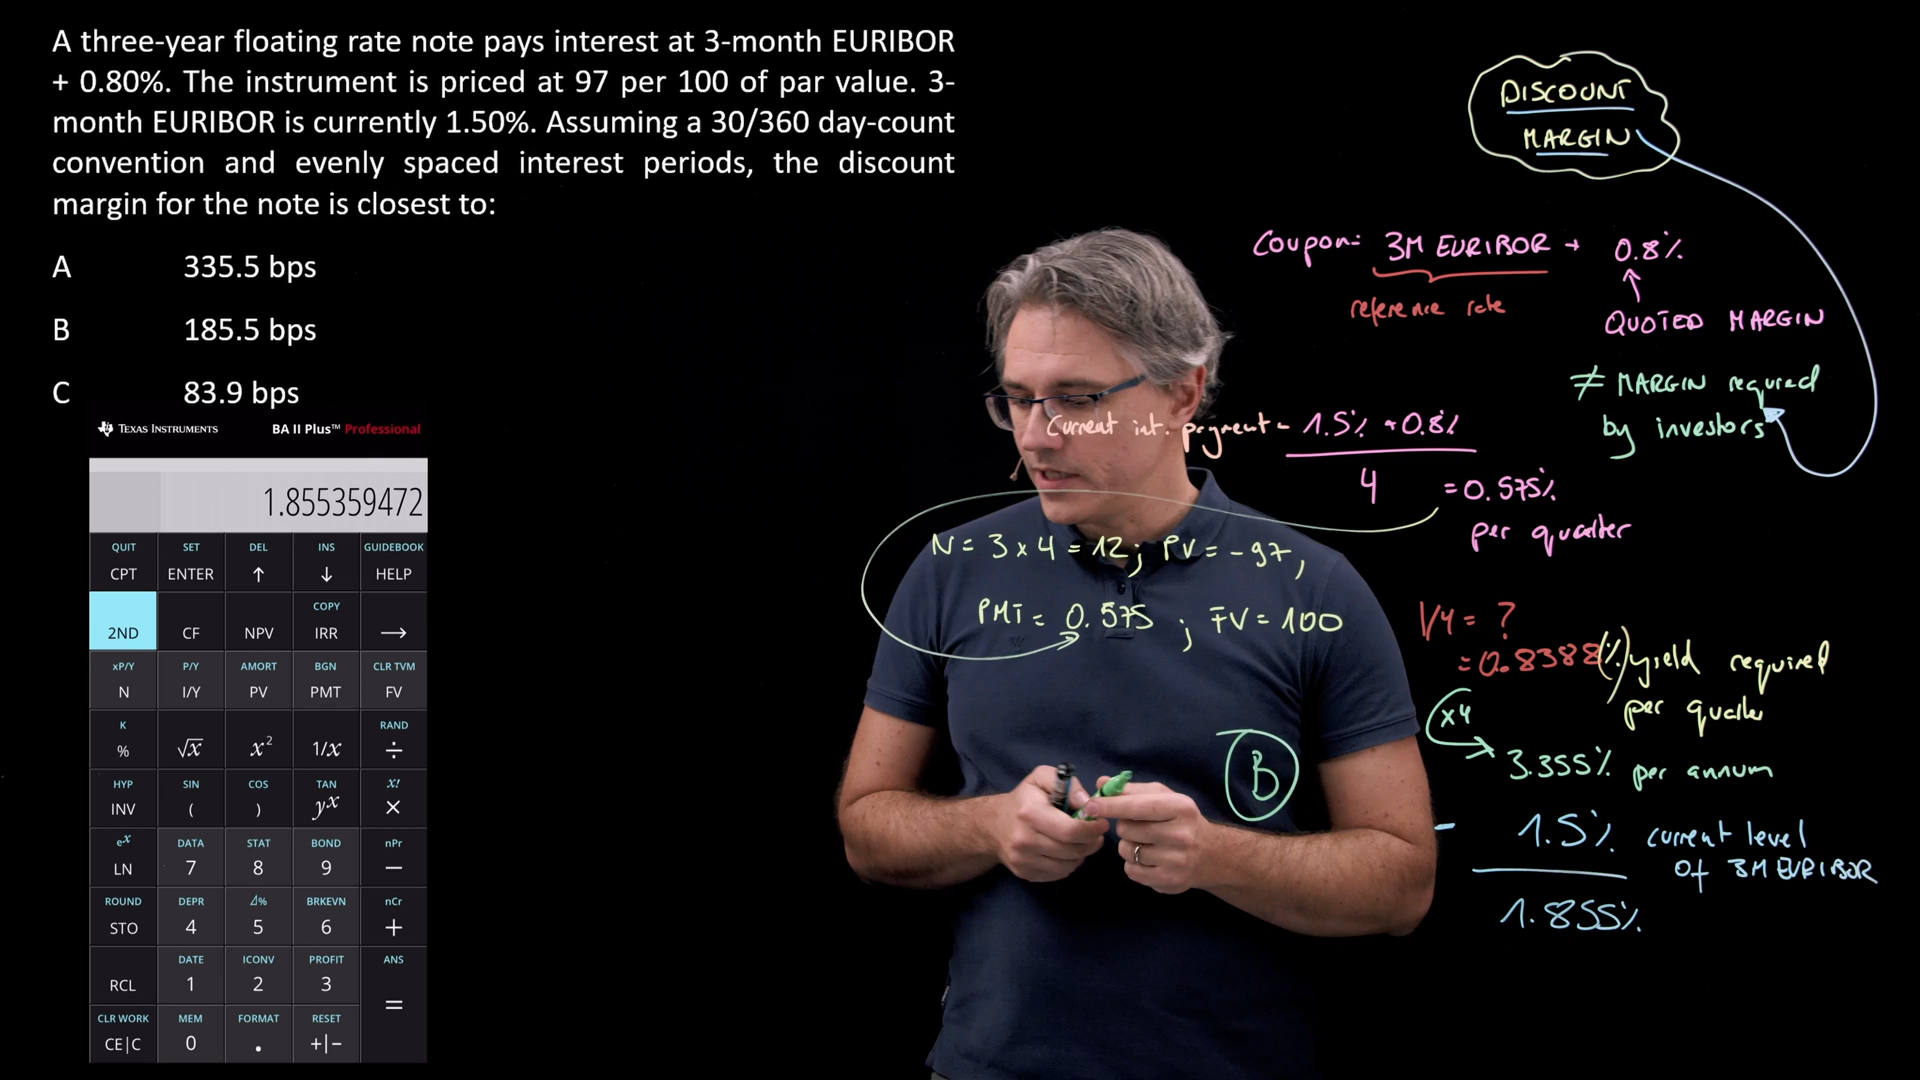 A three-year floating rate note pays interest at 3-month EURIBOR
+ 0.80%. The instrument is priced at 97 per 100 of par value. 3-
month EURIBOR is currently 1.50%. Assuming a 30/360 day-count
convention and evenly spaced interest periods, the discount
margin for the note is closest to:
A 335.5 bps
B 185.5 bps
C 83.9 bps
TEXAS INSTRUMENTS BA II Plus™ Professional
1.855359472
QUIT SET DEL INS GUIDEBOOK
CPT ENTER ↑ ↓ HELP
COPY
2ND CF NPV IRR →
xP/Y P/Y AMORT BGN CLR TVM
N I/Y PV PMT FV
K RAND
% √x x² 1/x ÷
HYP SIN COS TAN x!
INV ( ) yˣ ×
eˣ DATA STAT BOND nPr
LN 7 8 9 −
ROUND DEPR Δ% BRKEVN nCr
STO 4 5 6 +
DATE ICONV PROFIT ANS
RCL 1 2 3 =
CLR WORK MEM FORMAT RESET
CE|C 0 . +|−
DISCOUNT
MARGIN
Coupon = 3M EURIBOR + 0.8%
reference rate
QUOTED MARGIN
≠ MARGIN required
by investors
Current int. payment = 1.5% + 0.8%
4
= 0.575%
per quarter
N = 3 x 4 = 12; PV = -97,
PMT = 0.575 ; FV = 100
I/Y = ?
= 0.8388 (%) yield required
per quarter
x4
3.355% per annum
- 1.5% current level
of 3M EURIBOR
1.855%
B